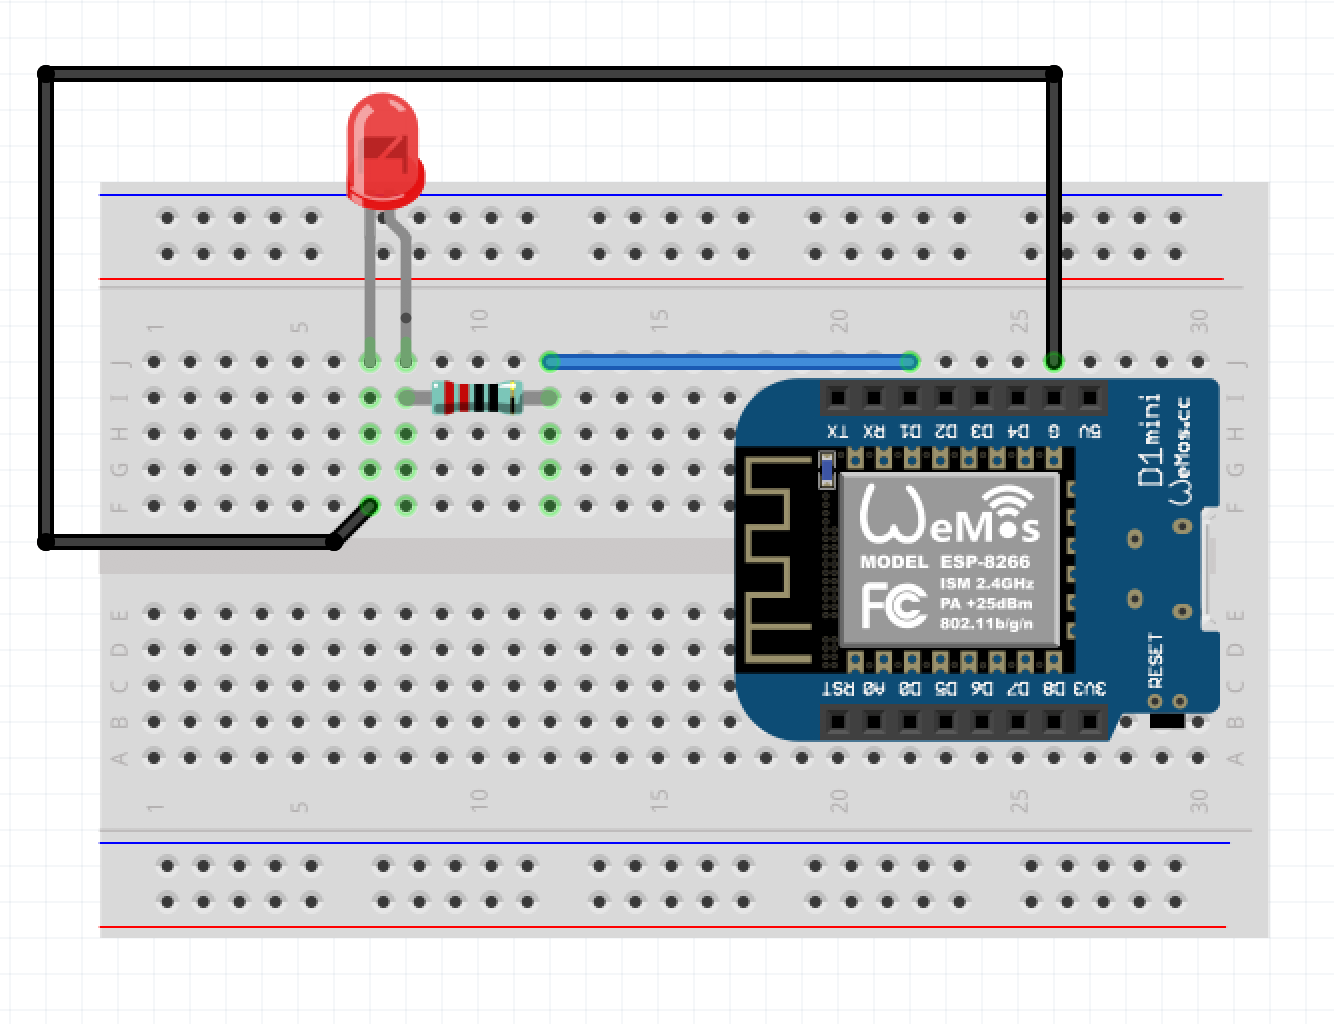 1 5 10 15 20 25 30
J J
I I
H H
G G
F F
TX RX D1 D2 D3 D4 G 5V
D1mini
WeMos.cc
WeMos
MODEL ESP-8266
ISM 2.4GHz
PA +25dBm
802.11b/g/n
FC
RESET
RST A0 D0 D5 D6 D7 D8 3V3
E E
D D
C C
B B
A A
1 5 10 15 20 25 30